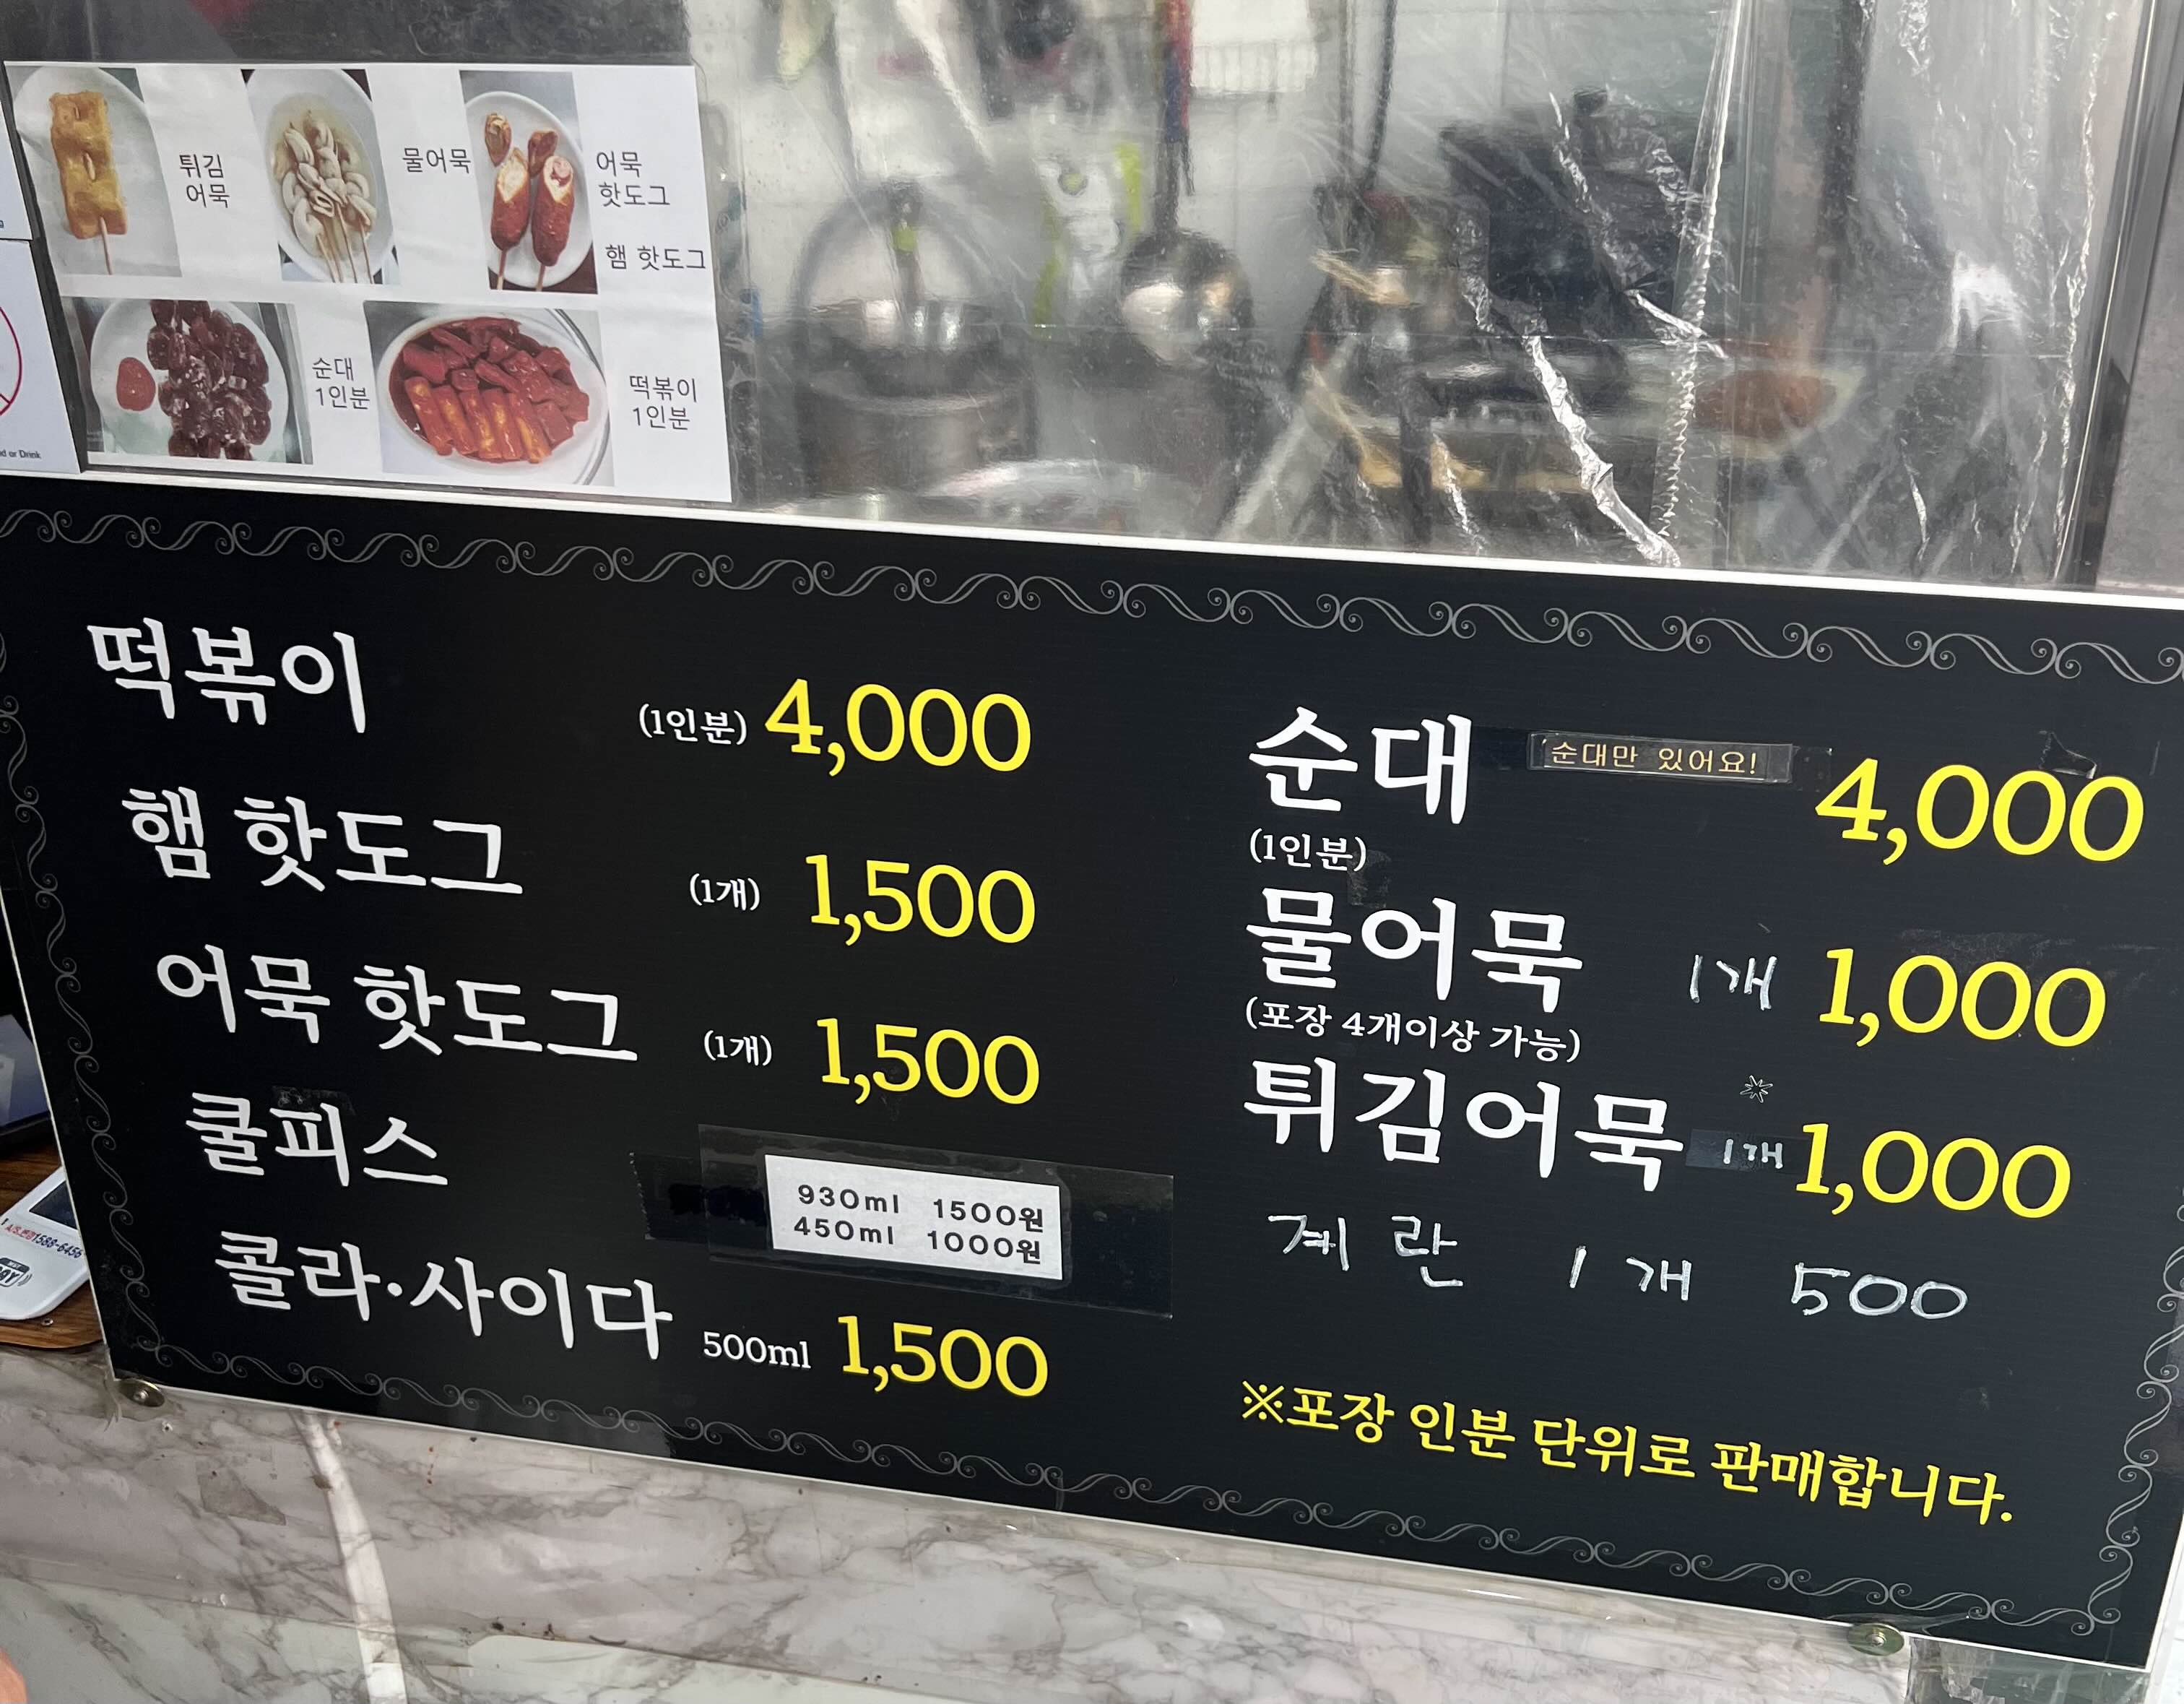 튀김
어묵
물어묵
어묵
핫도그
햄 핫도그
순대
1인분
떡볶이
1인분
d or Drink
떡볶이 (1인분) 4,000
햄 핫도그 (1개) 1,500
어묵 핫도그 (1개) 1,500
쿨피스
930ml 1500원
450ml 1000원
콜라·사이다 500ml 1,500
순대 순대만 있어요! 4,000
(1인분)
물어묵 1개 1,000
(포장 4개이상 가능)
튀김어묵 1개 1,000
계란 1개 500
※포장 인분 단위로 판매합니다.
1588-6456